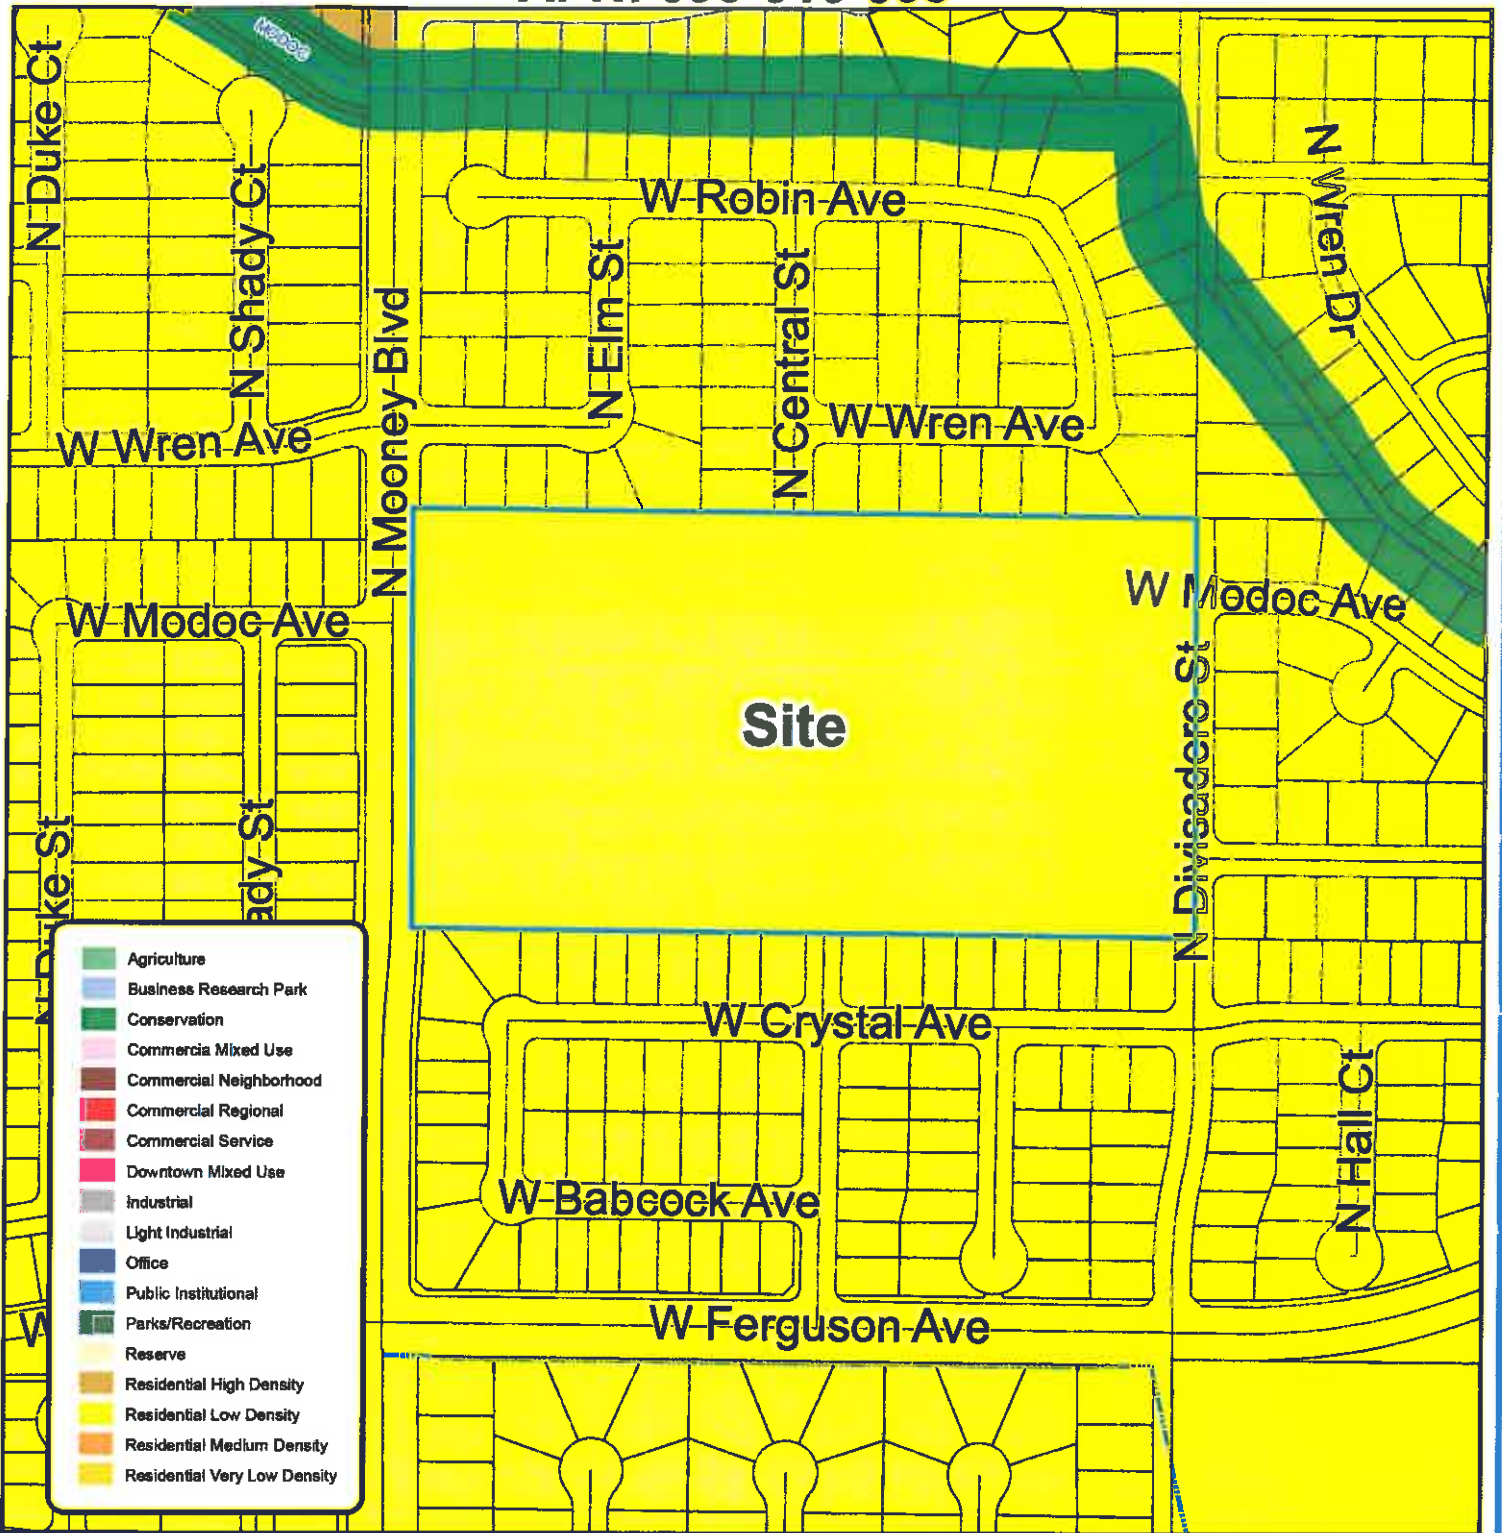 MODOC
N Duke Ct
N Shady Ct
N Wren Dr
W Robin Ave
N Elm St
N Central St
N Mooney Blvd
W Wren Ave
W Wren Ave
W Modoc Ave
W Modoc Ave
Site
N Divisadero St
ady St
W Crystal Ave
N Hall Ct
W Babcock Ave
W Ferguson Ave
W
Agriculture
Business Research Park
Conservation
Commercia Mixed Use
Commercial Neighborhood
Commercial Regional
Commercial Service
Downtown Mixed Use
Industrial
Light Industrial
Office
Public Institutional
Parks/Recreation
Reserve
Residential High Density
Residential Low Density
Residential Medium Density
Residential Very Low Density